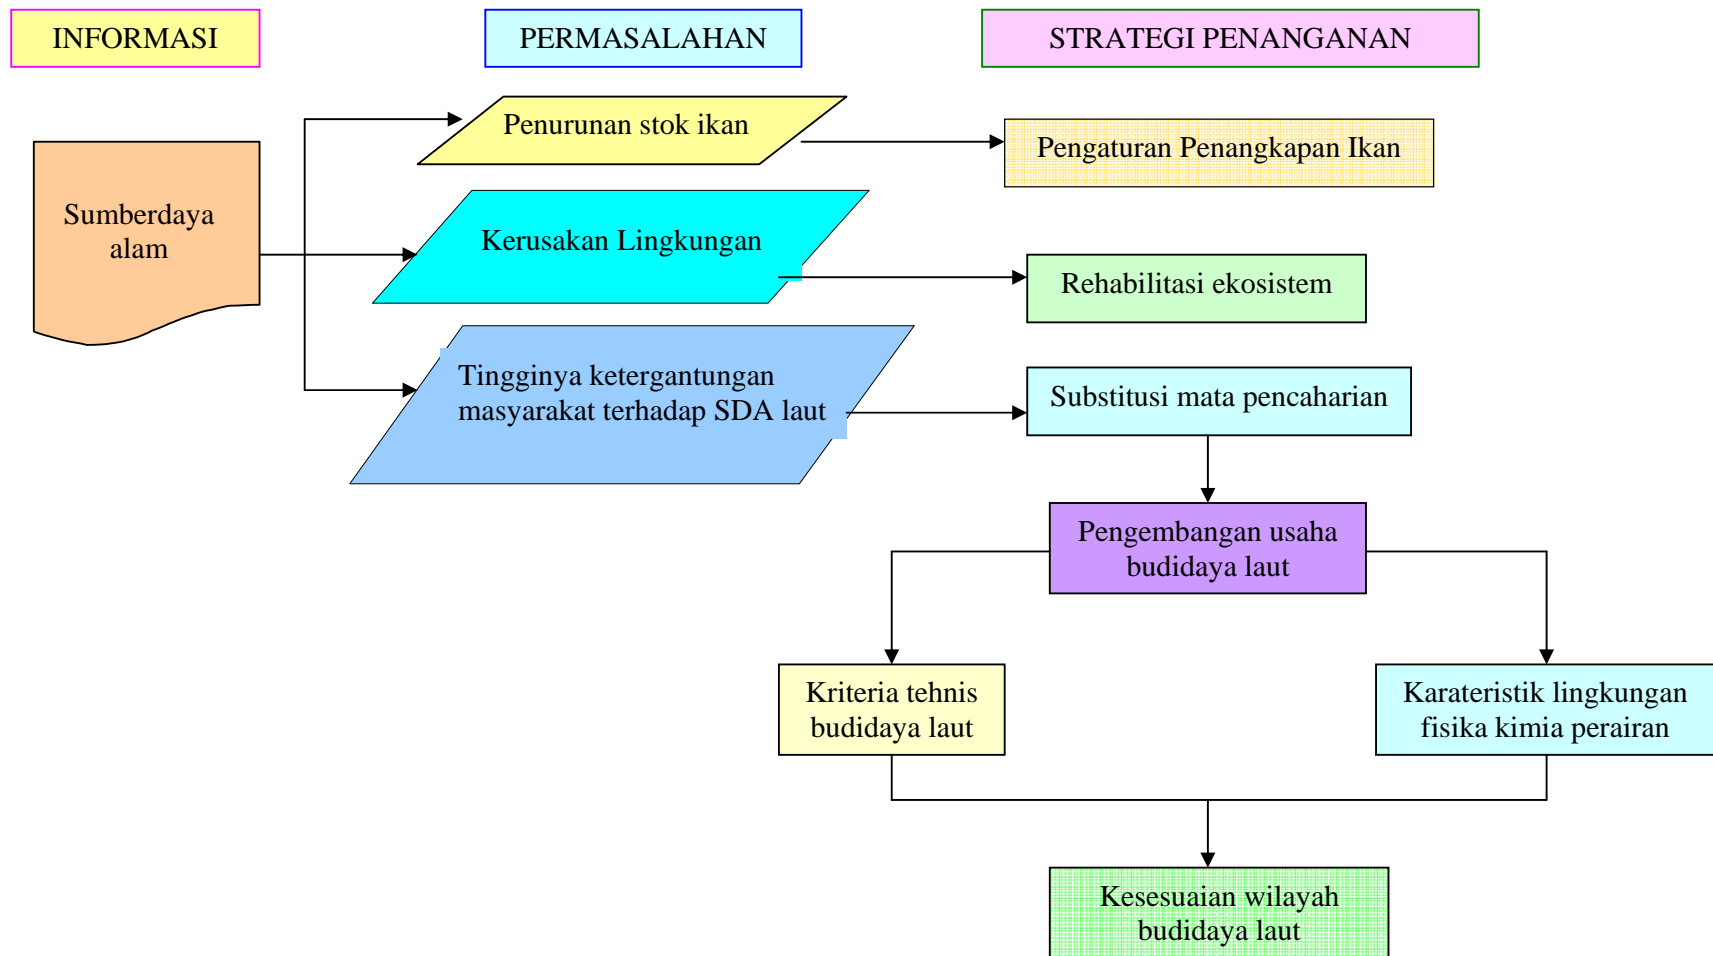 INFORMASI
PERMASALAHAN
STRATEGI PENANGANAN
Sumberdaya
alam
Penurunan stok ikan
Pengaturan Penangkapan Ikan
Kerusakan Lingkungan
Rehabilitasi ekosistem
Tingginya ketergantungan
masyarakat terhadap SDA laut
Substitusi mata pencaharian
Pengembangan usaha
budidaya laut
Kriteria tehnis
budidaya laut
Karateristik lingkungan
fisika kimia perairan
Kesesuaian wilayah
budidaya laut